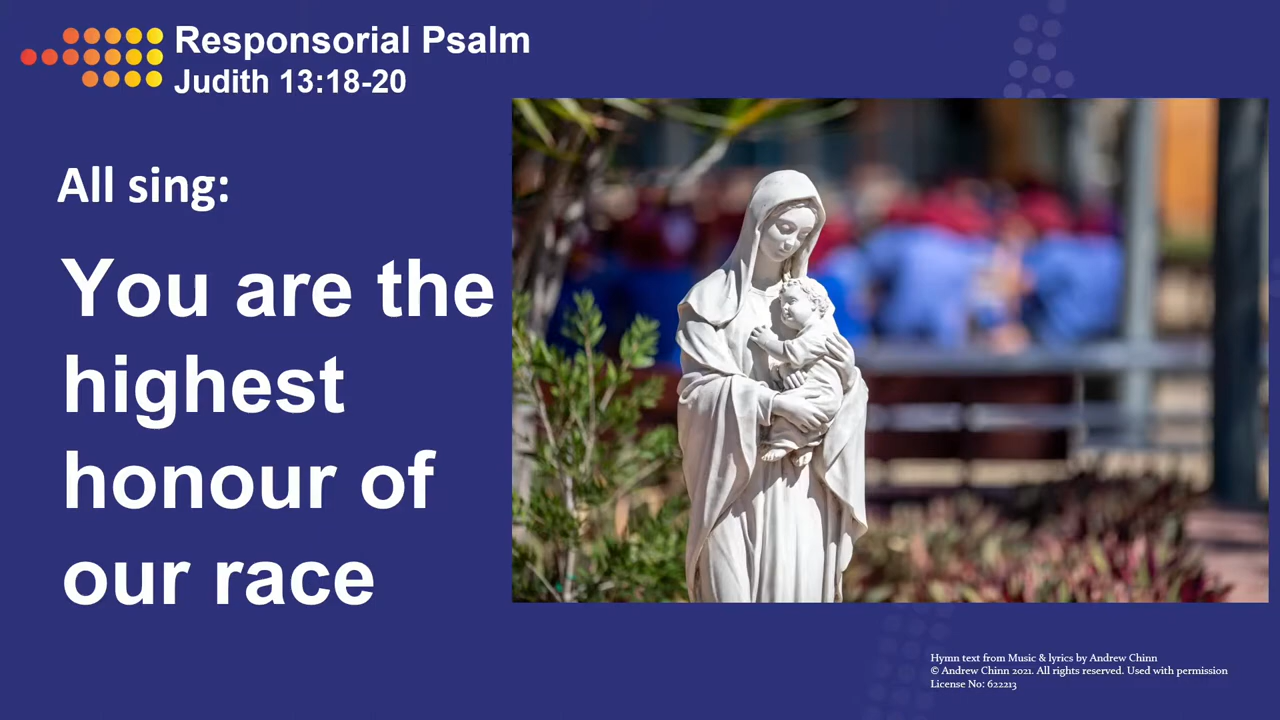 Responsorial Psalm
Judith 13:18-20
All sing:
You are the
highest
honour of
our race
Hymn text from Music & lyrics by Andrew Chinn
© Andrew Chinn 2021. All rights reserved. Used with permission
License No: 622213